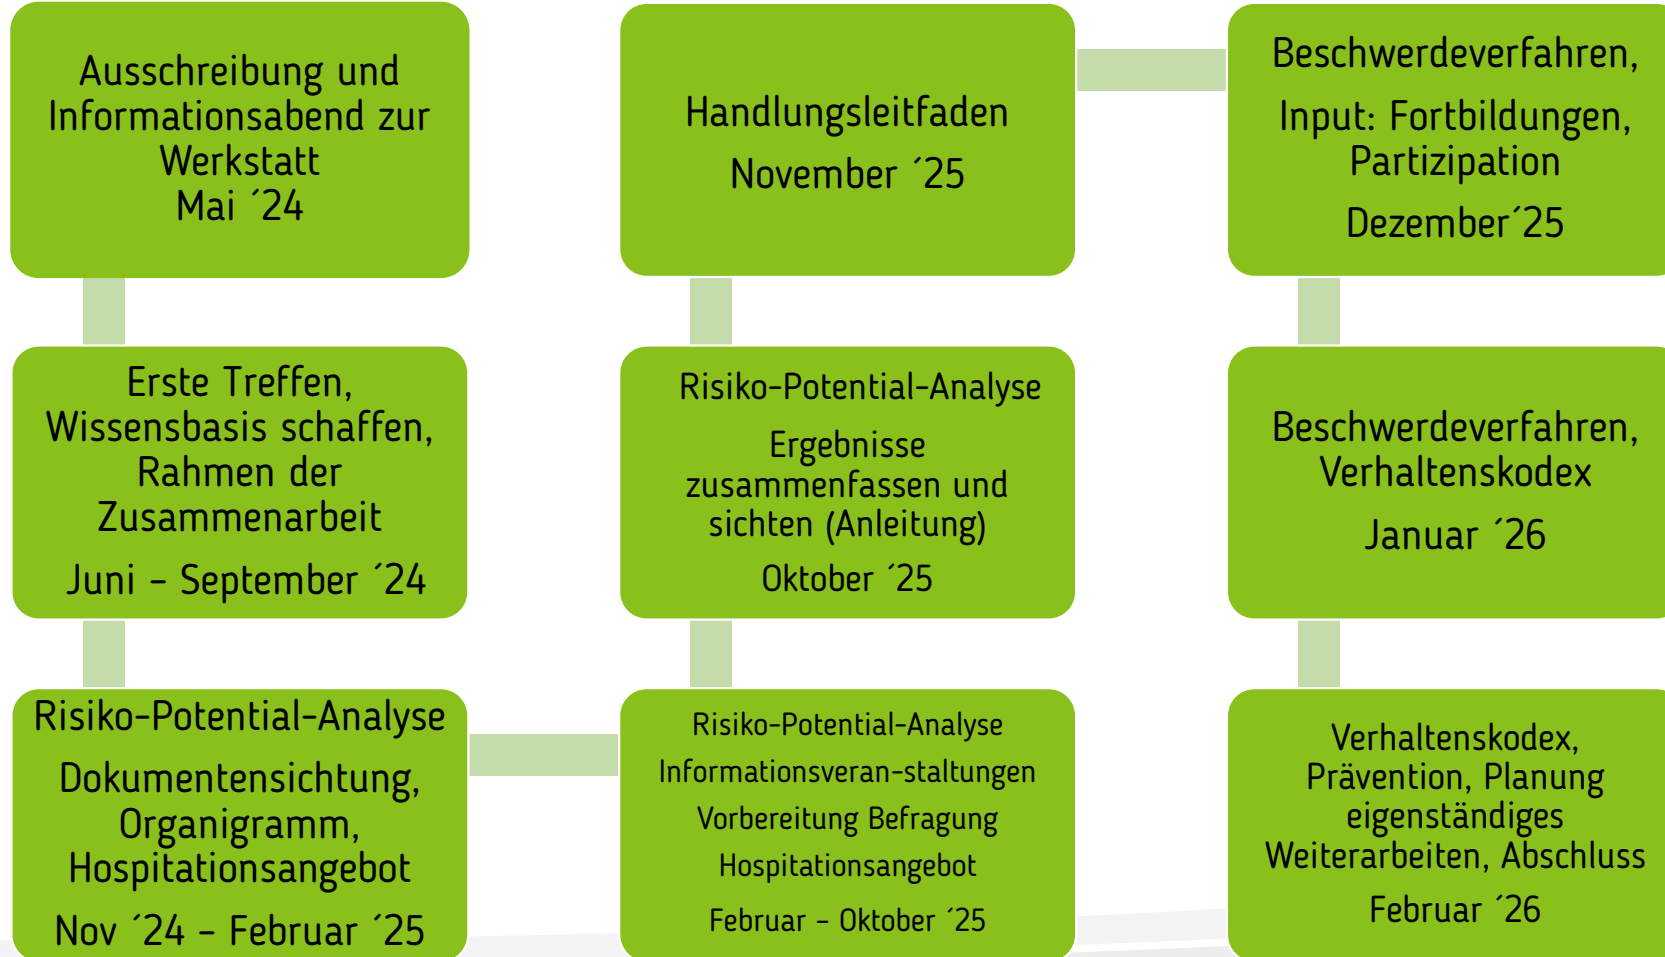 Ausschreibung und
Informationsabend zur
Werkstatt
Mai ´24
Erste Treffen,
Wissensbasis schaffen,
Rahmen der
Zusammenarbeit
Juni – September ´24
Risiko-Potential-Analyse
Dokumentensichtung,
Organigramm,
Hospitationsangebot
Nov ´24 – Februar ´25
Risiko-Potential-Analyse
Informationsveran-staltungen
Vorbereitung Befragung
Hospitationsangebot
Februar – Oktober ´25
Risiko-Potential-Analyse
Ergebnisse
zusammenfassen und
sichten (Anleitung)
Oktober ´25
Handlungsleitfaden
November ´25
Beschwerdeverfahren,
Input: Fortbildungen,
Partizipation
Dezember´25
Beschwerdeverfahren,
Verhaltenskodex
Januar ´26
Verhaltenskodex,
Prävention, Planung
eigenständiges
Weiterarbeiten, Abschluss
Februar ´26